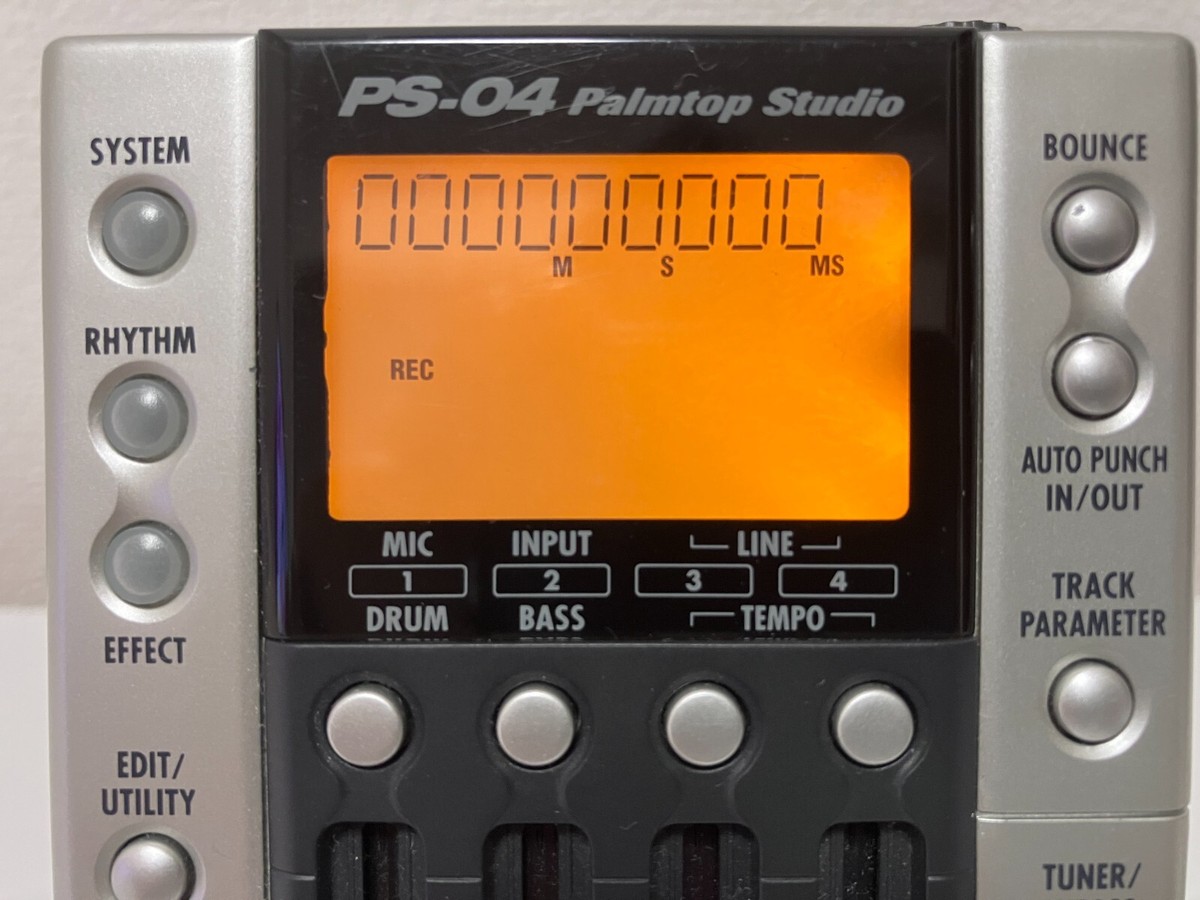 PS-04 Palmtop Studio
000000000
M S MS
REC
SYSTEM
RHYTHM
EFFECT
EDIT/
UTILITY
MIC INPUT LINE
1 2 3 4
DRUM BASS TEMPO
BOUNCE
AUTO PUNCH
IN/OUT
TRACK
PARAMETER
TUNER/